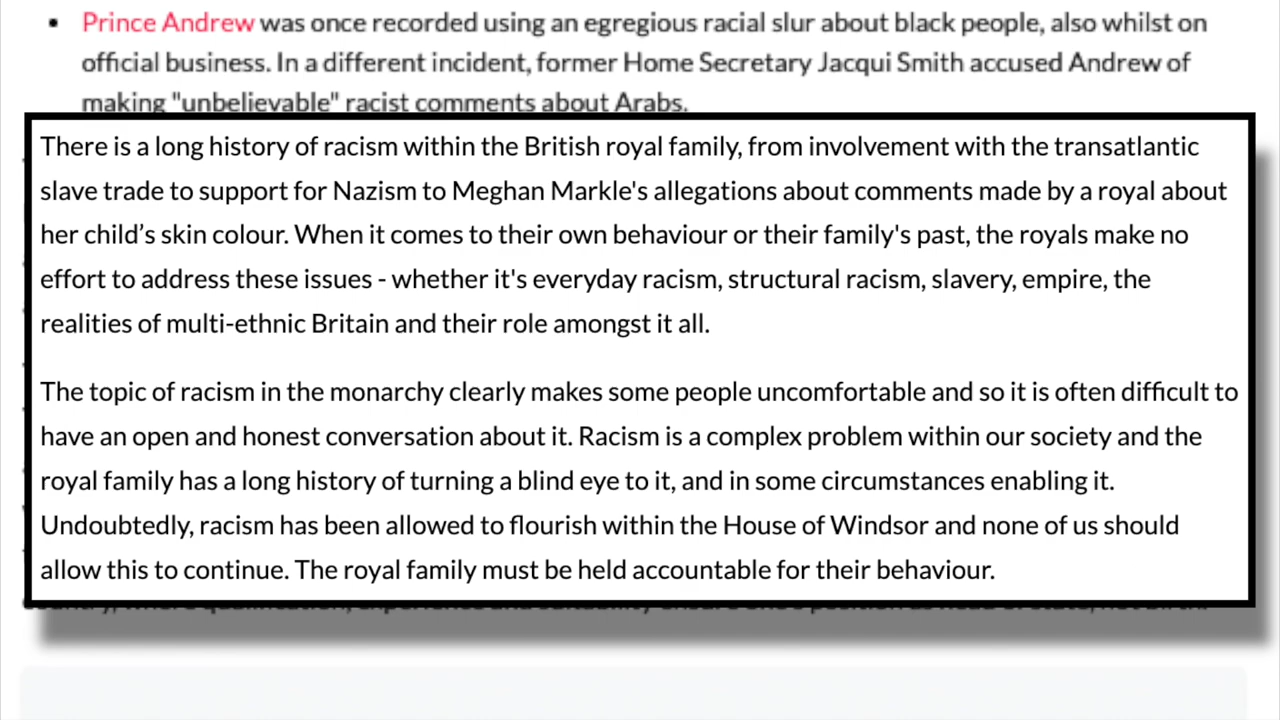 • Prince Andrew was once recorded using an egregious racial slur about black people, also whilst on
official business. In a different incident, former Home Secretary Jacqui Smith accused Andrew of
making "unbelievable" racist comments about Arabs.
There is a long history of racism within the British royal family, from involvement with the transatlantic
slave trade to support for Nazism to Meghan Markle's allegations about comments made by a royal about
her child’s skin colour. When it comes to their own behaviour or their family's past, the royals make no
effort to address these issues - whether it's everyday racism, structural racism, slavery, empire, the
realities of multi-ethnic Britain and their role amongst it all.
The topic of racism in the monarchy clearly makes some people uncomfortable and so it is often difficult to
have an open and honest conversation about it. Racism is a complex problem within our society and the
royal family has a long history of turning a blind eye to it, and in some circumstances enabling it.
Undoubtedly, racism has been allowed to flourish within the House of Windsor and none of us should
allow this to continue. The royal family must be held accountable for their behaviour.